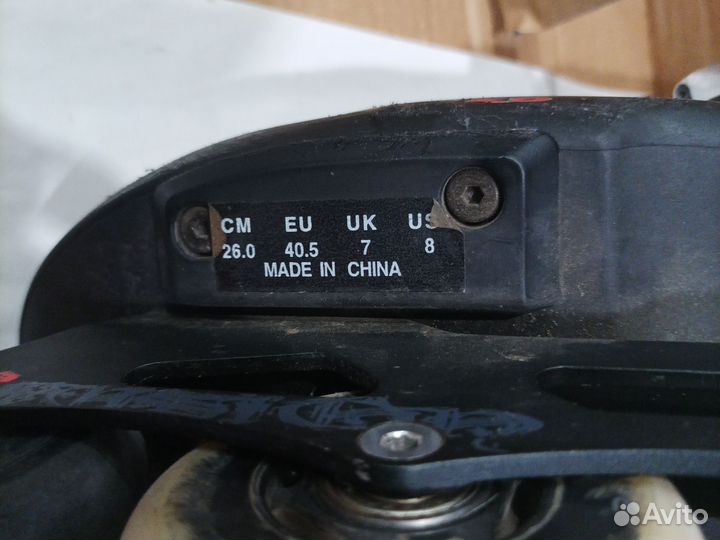 CM EU UK US
26.0 40.5 7 8
MADE IN CHINA
Avito